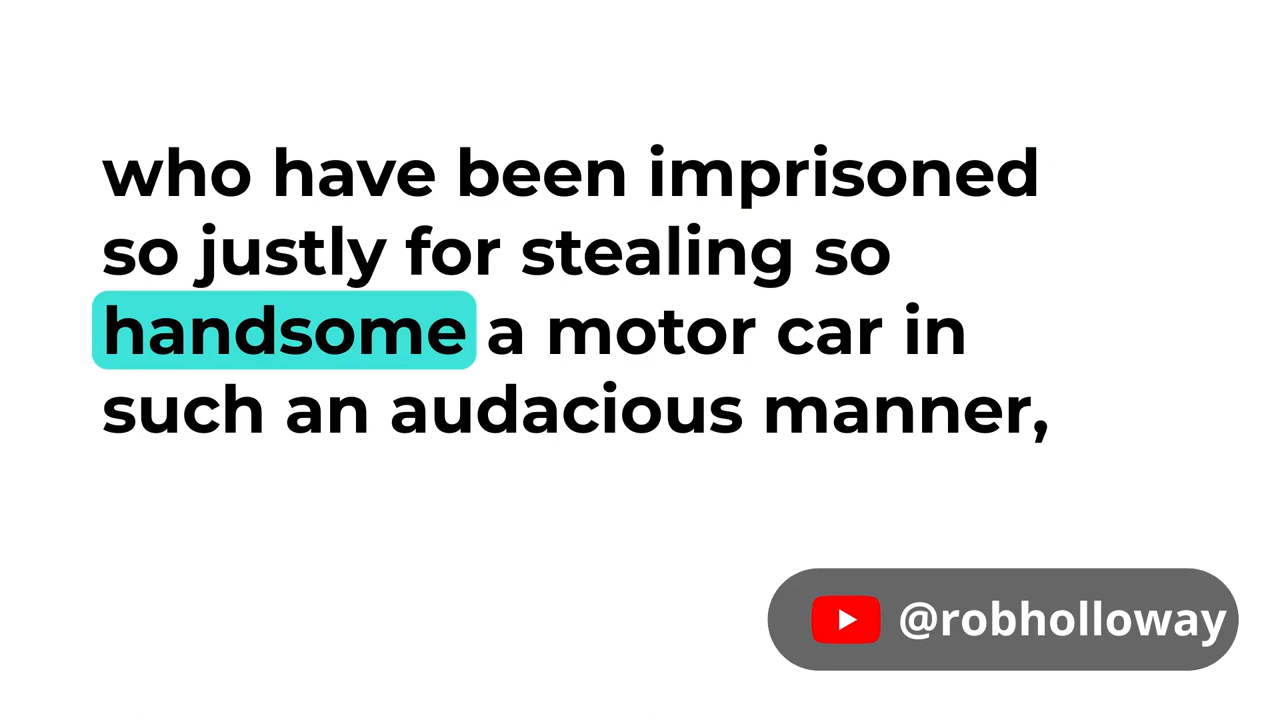 who have been imprisoned
so justly for stealing so
handsome a motor car in
such an audacious manner,
@robholloway